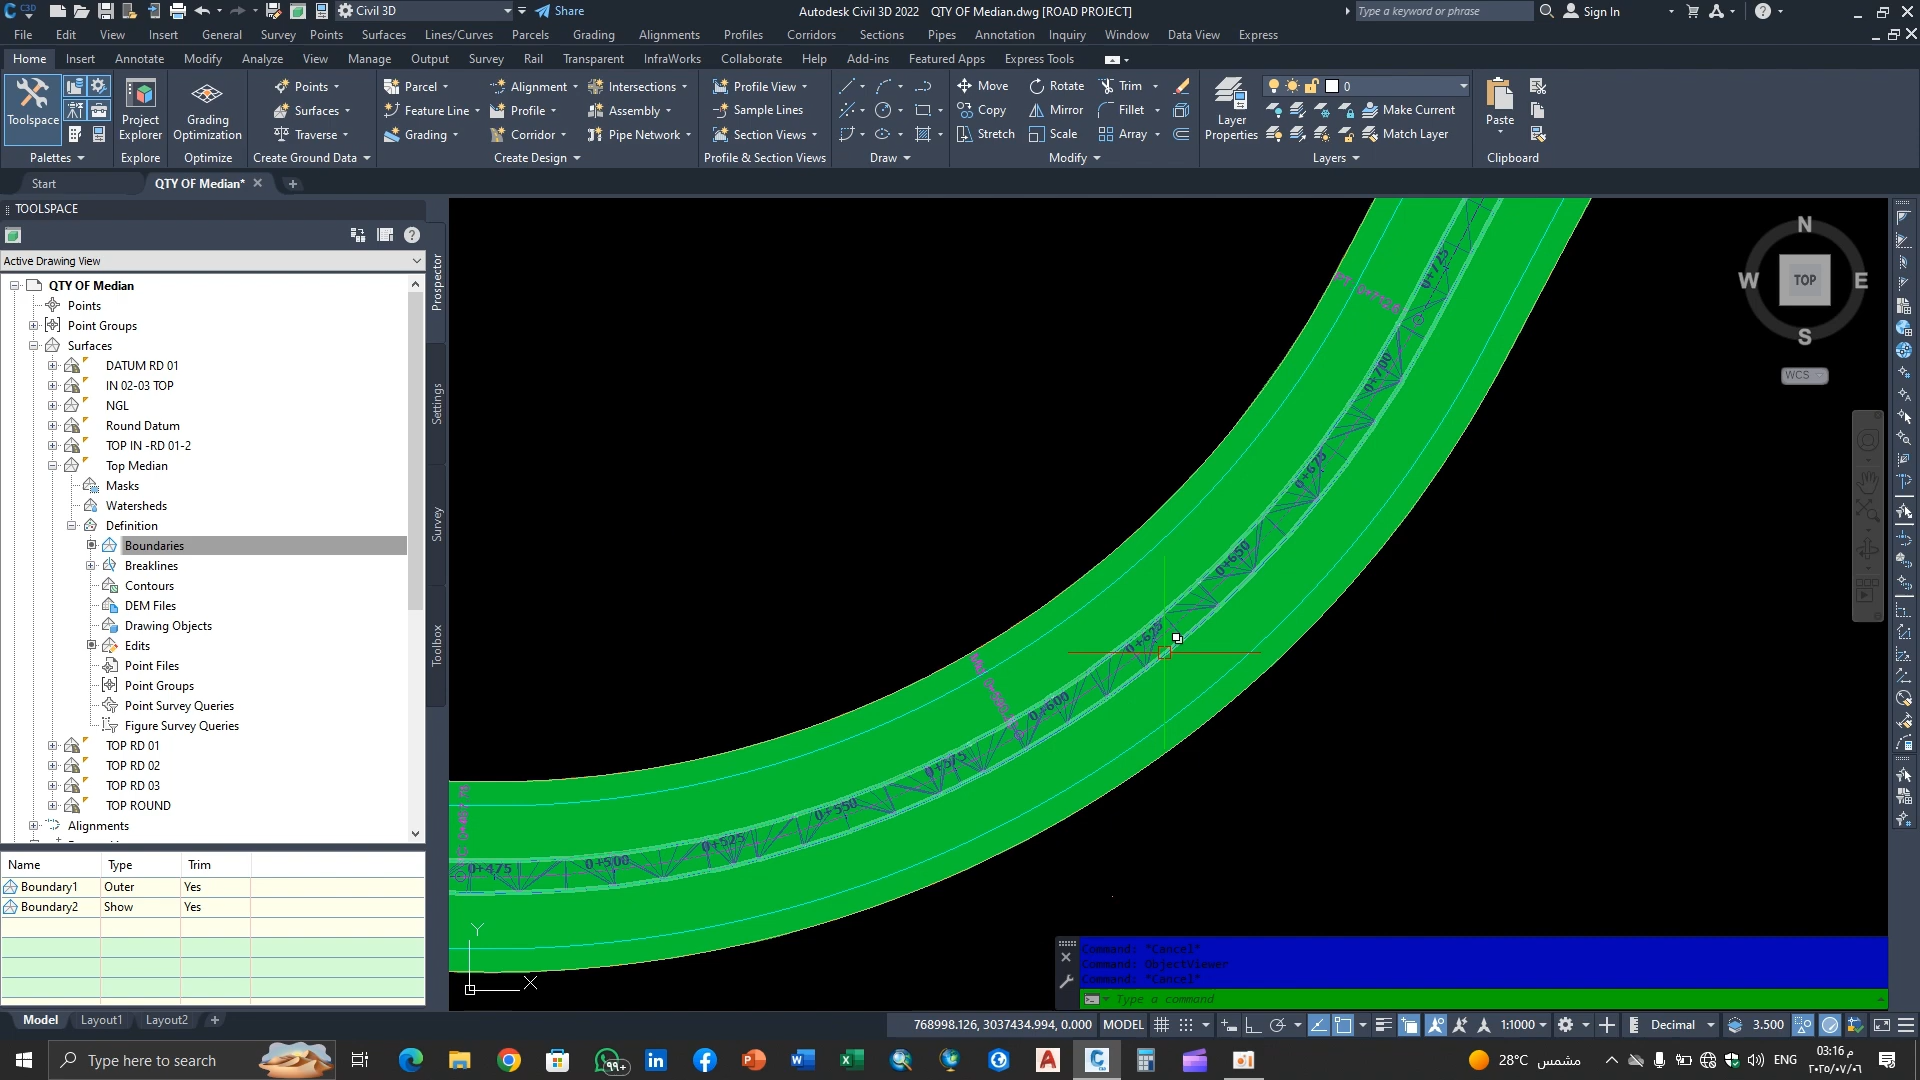 C3D
Civil 3D
Share
Autodesk Civil 3D 2022 QTY OF Median.dwg [ROAD PROJECT]
Type a keyword or phrase
Sign In
File Edit View Insert General Survey Points Surfaces Lines/Curves Parcels Grading Alignments Profiles Corridors Sections Pipes Annotation Inquiry Window Data View Express
Home Insert Annotate Modify Analyze View Manage Output Survey Rail Transparent InfraWorks Collaborate Help Add-ins Featured Apps Express Tools
Points Parcel Alignment Intersections Profile View Move Rotate Trim 0
Toolspace Project Explorer Grading Optimization Surfaces Feature Line Profile Assembly Sample Lines Copy Mirror Fillet Layer Properties Make Current Paste
Traverse Grading Corridor Pipe Network Section Views Stretch Scale Array Match Layer
Palettes Explore Optimize Create Ground Data Create Design Profile & Section Views Draw Modify Layers Clipboard
Start QTY OF Median*
TOOLSPACE
Active Drawing View
QTY OF Median
Points
Point Groups
Surfaces
DATUM RD 01
IN 02-03 TOP
NGL
Round Datum
TOP IN -RD 01-2
Top Median
Masks
Watersheds
Definition
Boundaries
Breaklines
Contours
DEM Files
Drawing Objects
Edits
Point Files
Point Groups
Point Survey Queries
Figure Survey Queries
TOP RD 01
TOP RD 02
TOP RD 03
TOP ROUND
Alignments
Prospector
Settings
Survey
Toolbox
Name Type Trim
Boundary1 Outer Yes
Boundary2 Show Yes
0+725
0+700
0+675
0+650
0+625
0+600
0+575
0+550
0+525
0+500
0+475
N
W TOP E
S
WCS
Y
X
Command: *Cancel*
Command: ObjectViewer
Command: *Cancel*
Type a command
Model Layout1 Layout2
768998.126, 3037434.994, 0.000 MODEL 1:1000 Decimal 3.500
Type here to search
٩٩+
28°C مشمس
ENG
03:16 م
٢٠٢٥/٠٧/٠٦